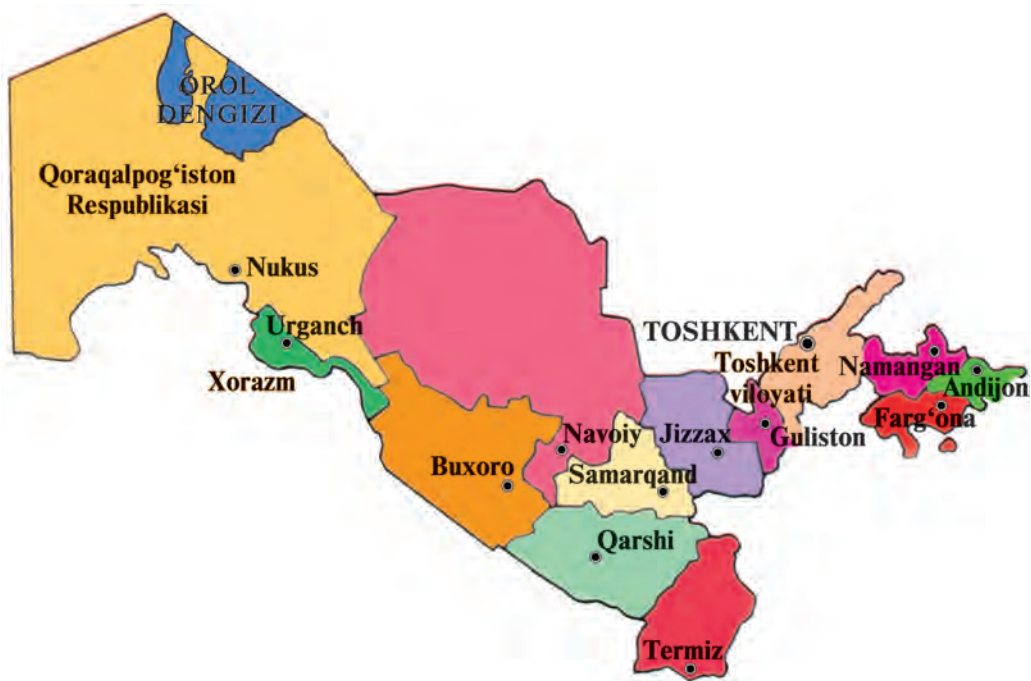 OROL
DENGIZI
Qoraqalpog‘iston
Respublikasi
Nukus
Urganch
Xorazm
TOSHKENT
Toshkent
viloyati
Namangan
Andijon
Farg‘ona
Guliston
Jizzax
Navoiy
Samarqand
Buxoro
Qarshi
Termiz